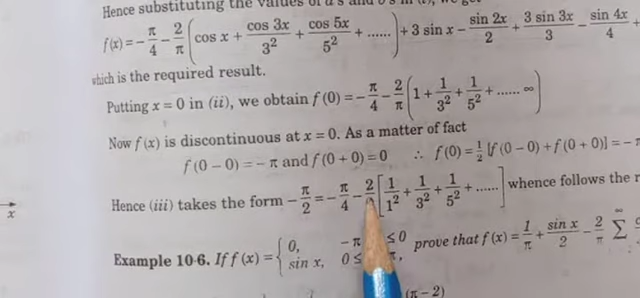 Hence substituting the values of a's and b's in (i), we get
f(x) = − π/4 − 2/π ( cos x + cos 3x/3² + cos 5x/5² + ...... ) + 3 sin x − sin 2x/2 + 3 sin 3x/3 − sin 4x/4 +
which is the required result.
Putting x = 0 in (ii), we obtain f (0) = − π/4 − 2/π ( 1 + 1/3² + 1/5² + ...... ∞ )
Now f (x) is discontinuous at x = 0. As a matter of fact
f (0 − 0) = − π and f (0 + 0) = 0 ∴ f (0) = 1/2 [f (0 − 0) + f (0 + 0)] = − π
Hence (iii) takes the form − π/2 = − π/4 − 2 [ 1/1² + 1/3² + 1/5² + ...... ] whence follows the
x
Example 10·6. If f (x) = { 0, − π ≤ 0
sin x, 0 ≤ , prove that f (x) = 1/π + sin x/2 − 2/π ∞ Σ
(π − 2)